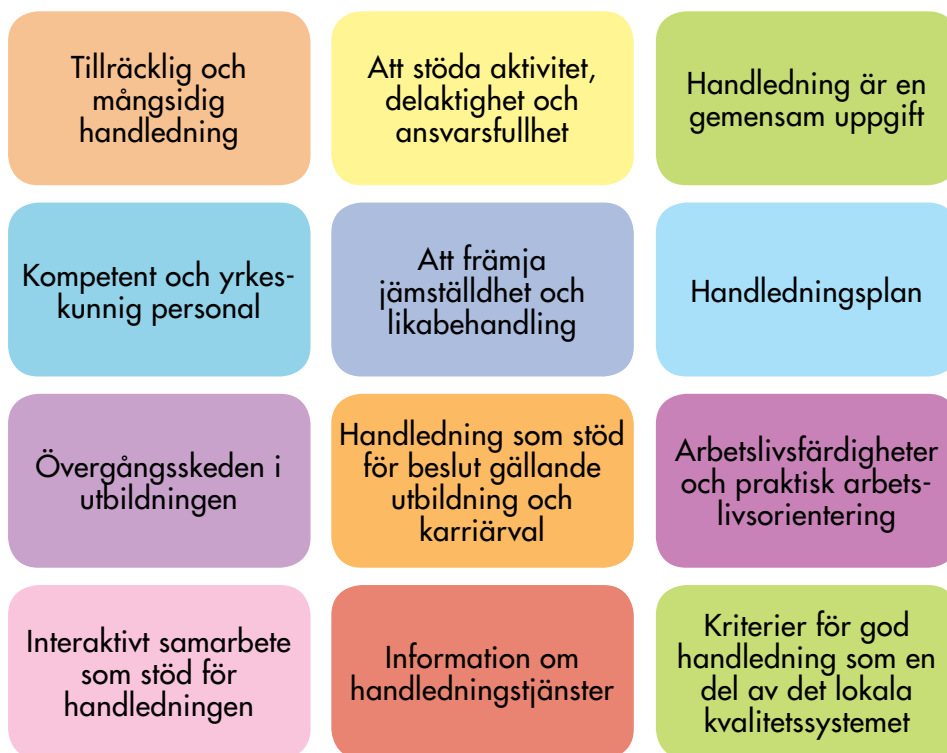 Tillräcklig och
mångsidig
handledning
Att stöda aktivitet,
delaktighet och
ansvarsfullhet
Handledning är en
gemensam uppgift
Kompetent och yrkes-
kunnig personal
Att främja
jämställdhet och
likabehandling
Handledningsplan
Övergångsskeden i
utbildningen
Handledning som stöd
för beslut gällande
utbildning och
karriärval
Arbetslivsfärdigheter
och praktisk arbets-
livsorientering
Interaktivt samarbete
som stöd för
handledningen
Information om
handledningstjänster
Kriterier för god
handledning som en
del av det lokala
kvalitetssystemet